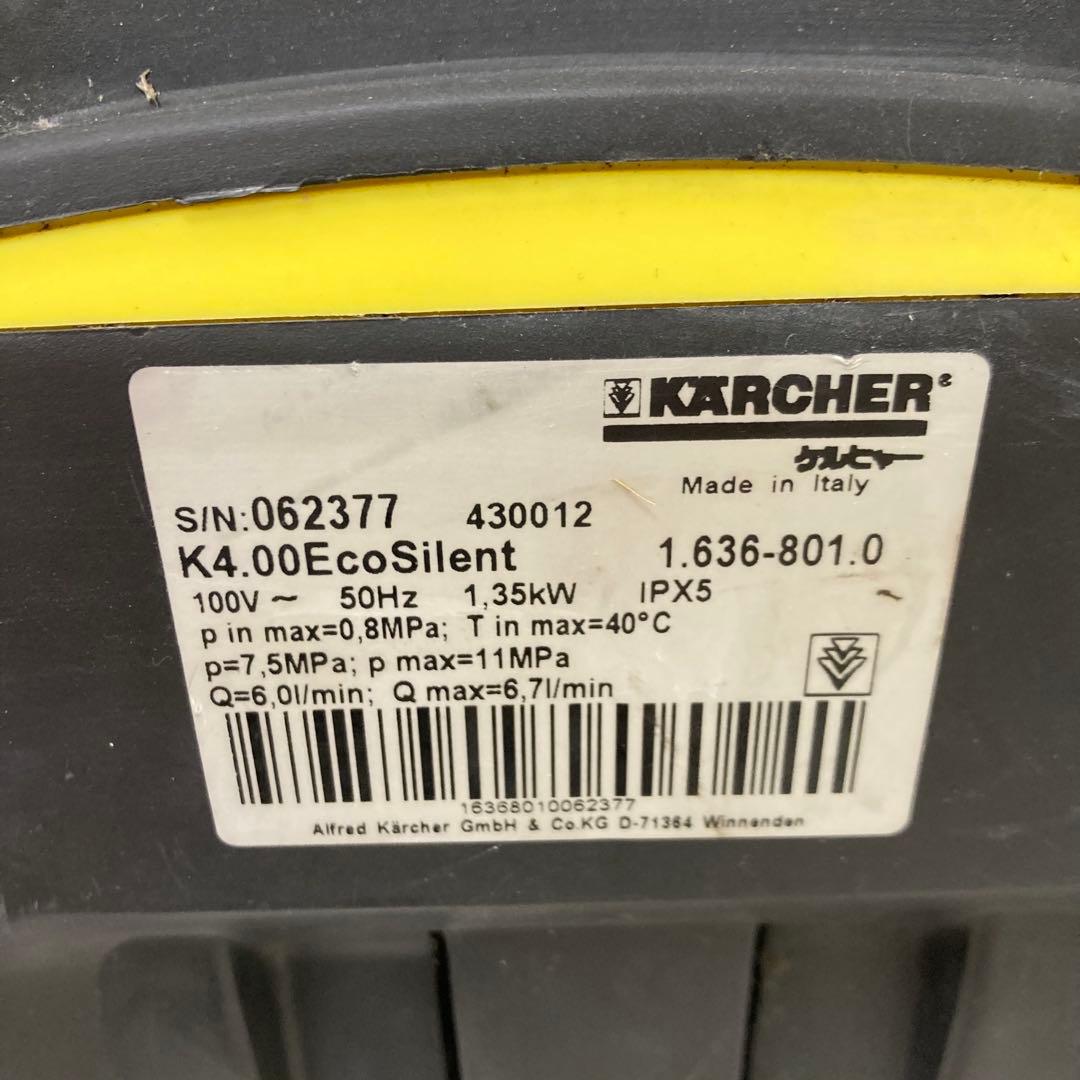 KÄRCHER®
ケルヒャー
Made in Italy
S/N:062377 430012
K4.00EcoSilent 1.636-801.0
100V ~ 50Hz 1,35kW IPX5
p in max=0,8MPa; T in max=40°C
p=7,5MPa; p max=11MPa
Q=6,0l/min; Q max=6,7l/min
16368010062377
Alfred Kärcher GmbH & Co.KG D-71364 Winnenden